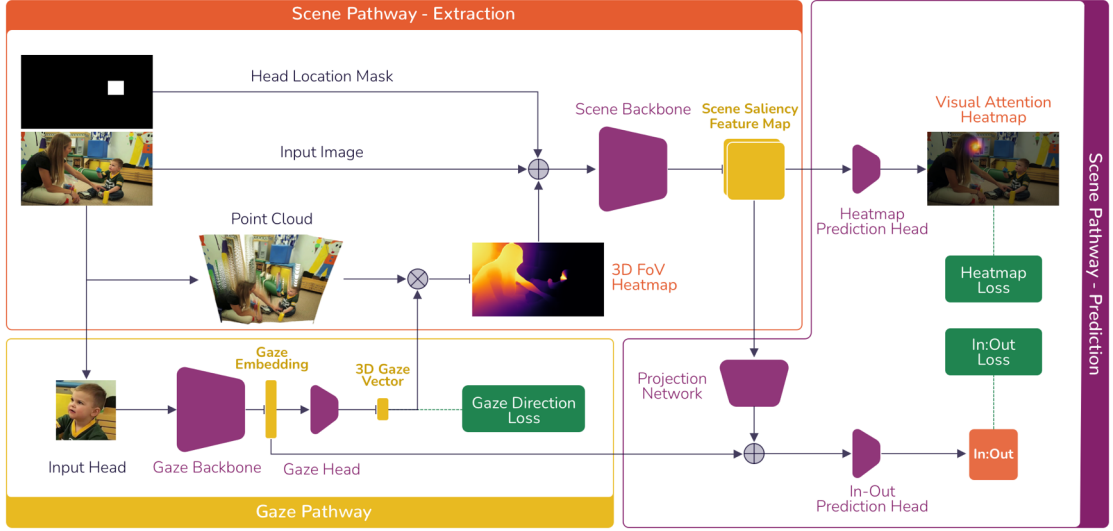 Scene Pathway - Extraction
Head Location Mask
Input Image
Point Cloud
3D FoV
Heatmap
Scene Backbone
Scene Saliency
Feature Map
Visual Attention
Heatmap
Heatmap
Prediction Head
Heatmap
Loss
In:Out
Loss
Scene Pathway - Prediction
Gaze
Embedding
3D Gaze
Vector
Gaze Direction
Loss
Input Head
Gaze Backbone
Gaze Head
Gaze Pathway
Projection
Network
In-Out
Prediction Head
In:Out